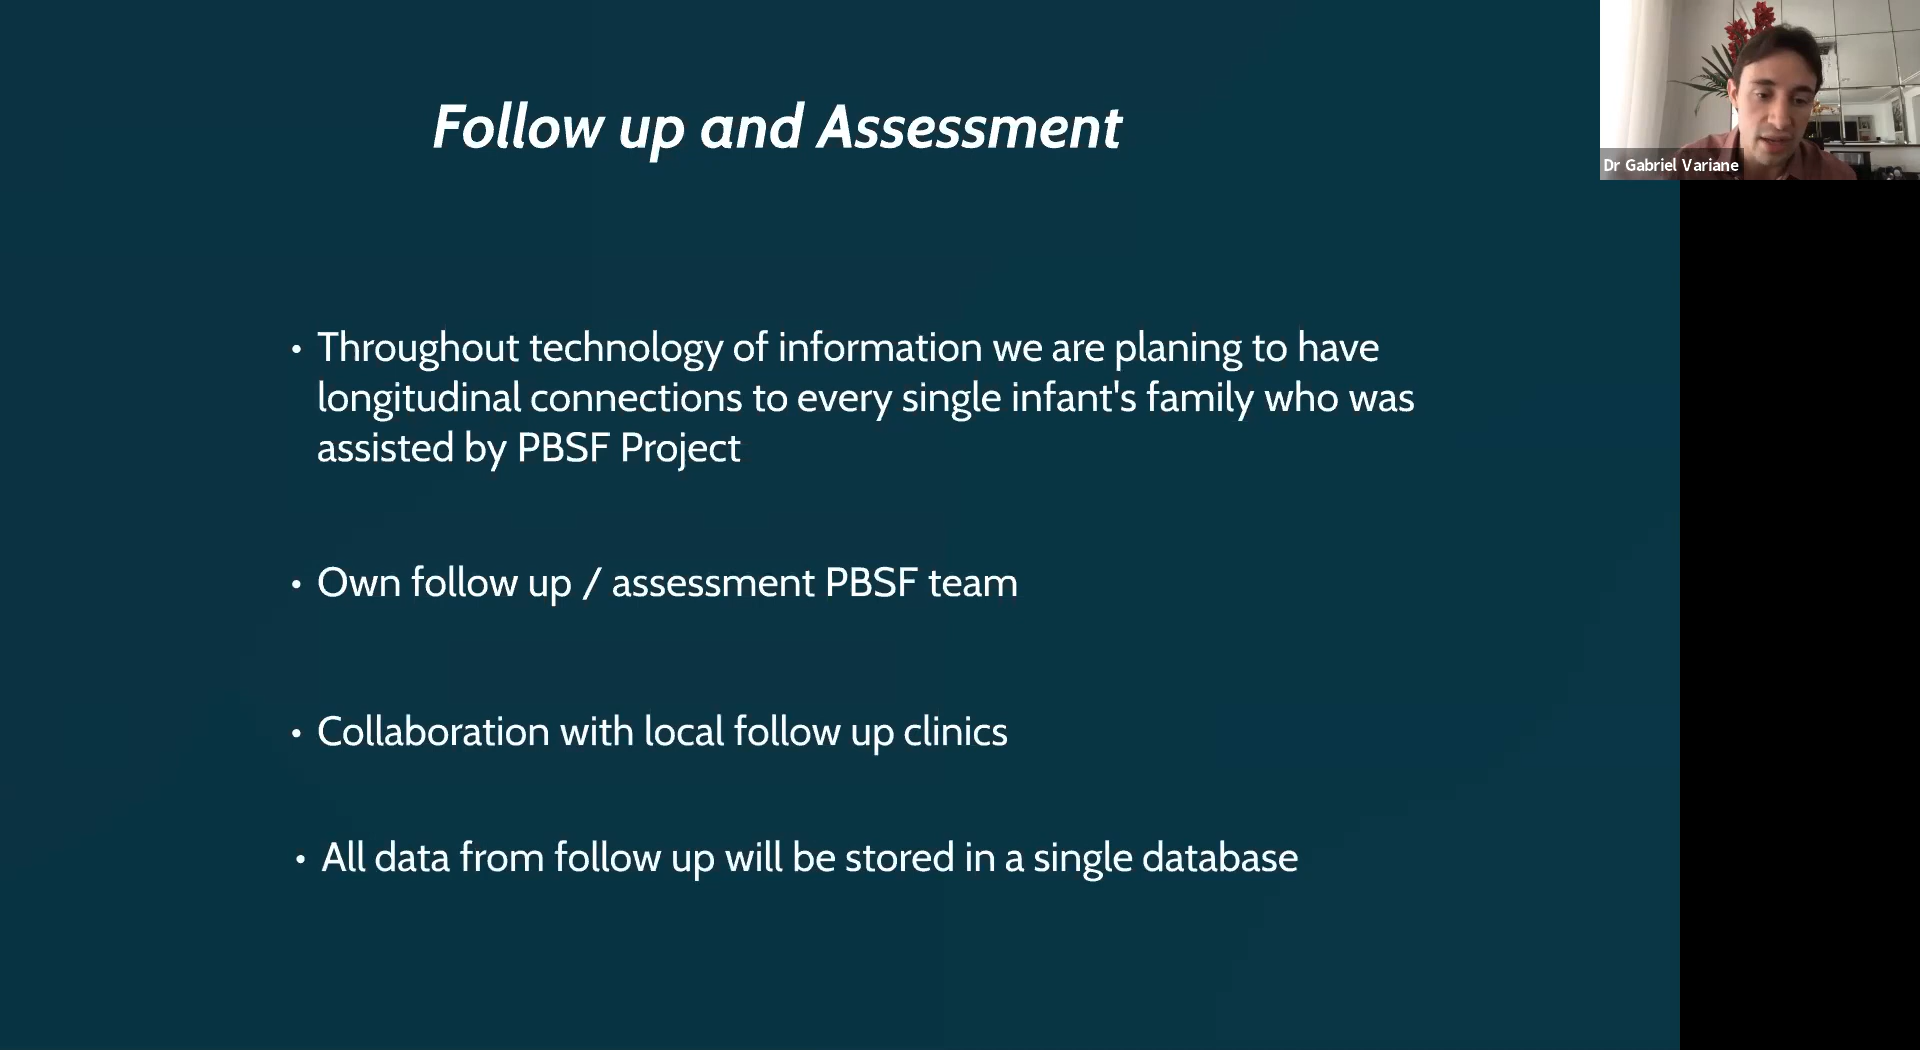 Follow up and Assessment
Dr Gabriel Variane
• Throughout technology of information we are planing to have
longitudinal connections to every single infant's family who was
assisted by PBSF Project
• Own follow up / assessment PBSF team
• Collaboration with local follow up clinics
• All data from follow up will be stored in a single database